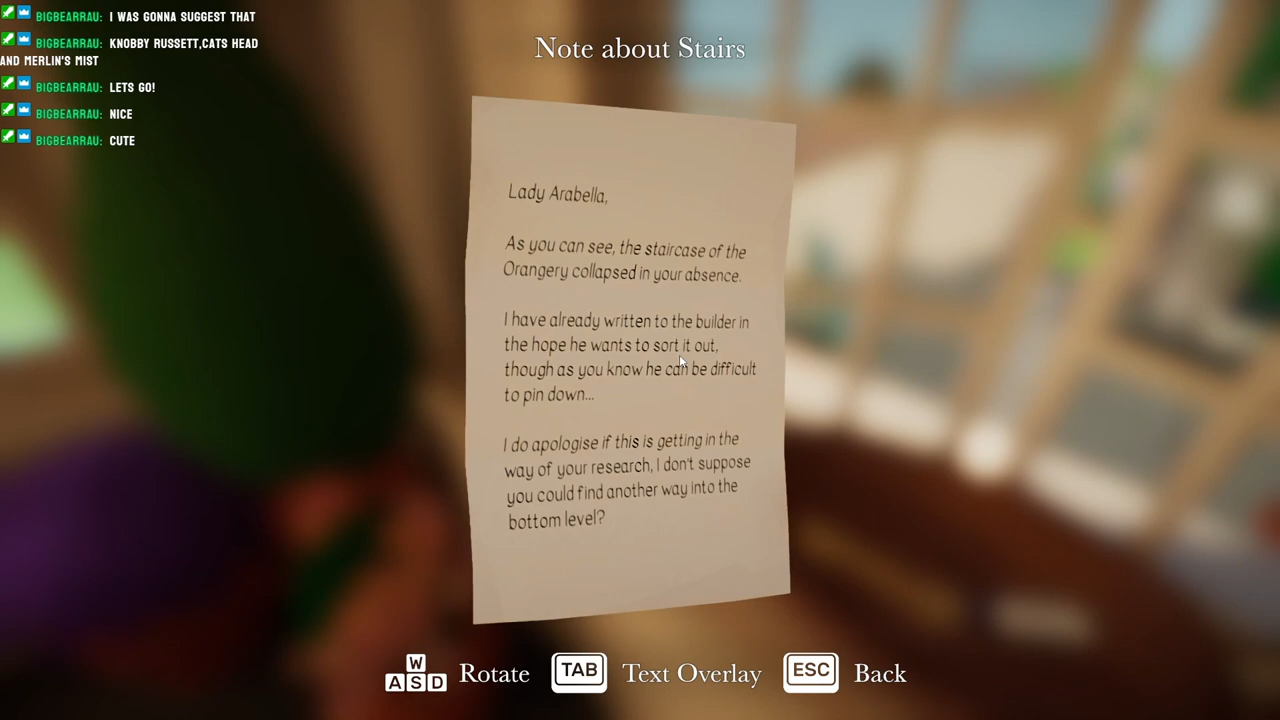 BIGBEARRAU: I WAS GONNA SUGGEST THAT
BIGBEARRAU: KNOBBY RUSSETT,CATS HEAD
AND MERLIN'S MIST
BIGBEARRAU: LETS GO!
BIGBEARRAU: NICE
BIGBEARRAU: CUTE
Note about Stairs
Lady Arabella,
As you can see, the staircase of the
Orangery collapsed in your absence.
I have already written to the builder in
the hope he wants to sort it out,
though as you know he can be difficult
to pin down...
I do apologise if this is getting in the
way of your research, I don't suppose
you could find another way into the
bottom level?
W
A S D Rotate TAB Text Overlay ESC Back